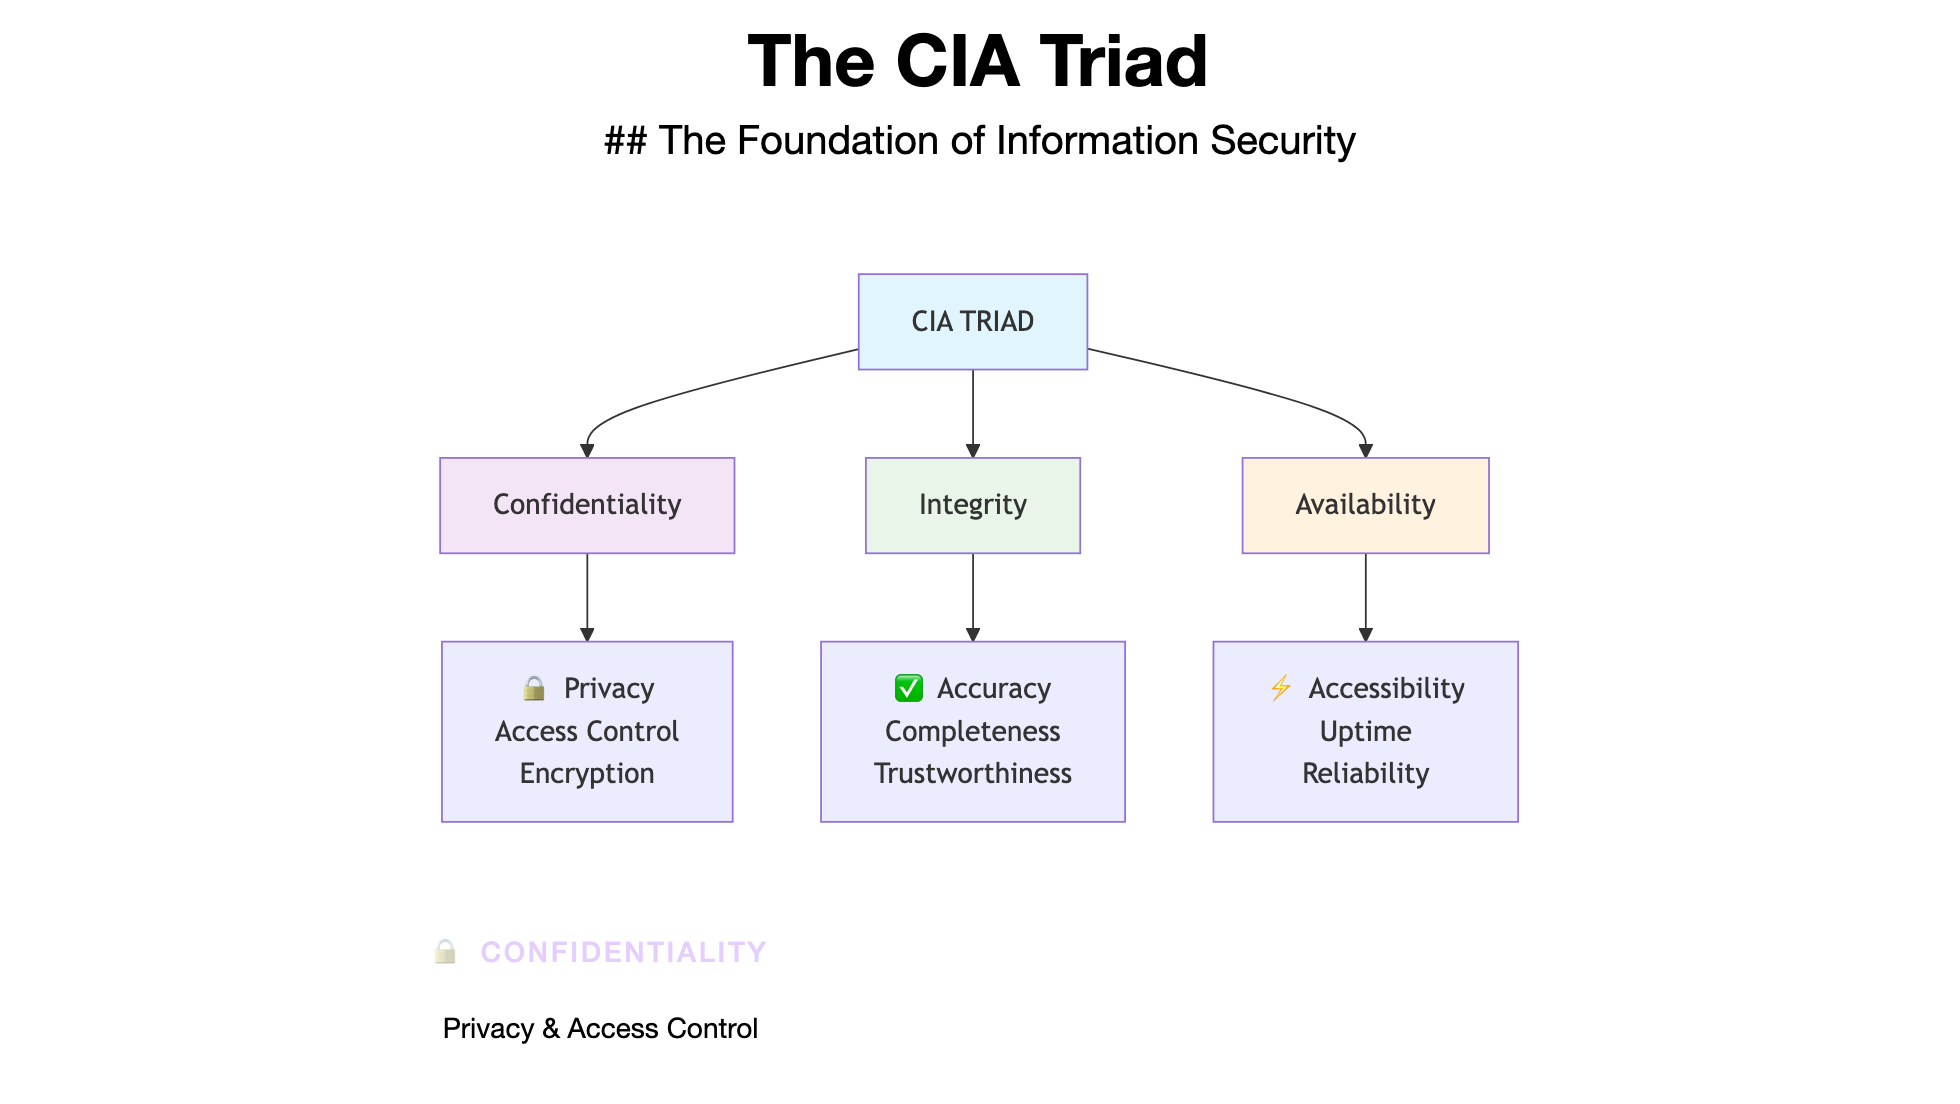 The CIA Triad
## The Foundation of Information Security
CIA TRIAD
Confidentiality
Integrity
Availability
🔒 Privacy
Access Control
Encryption
✅ Accuracy
Completeness
Trustworthiness
⚡ Accessibility
Uptime
Reliability
🔒 CONFIDENTIALITY
Privacy & Access Control